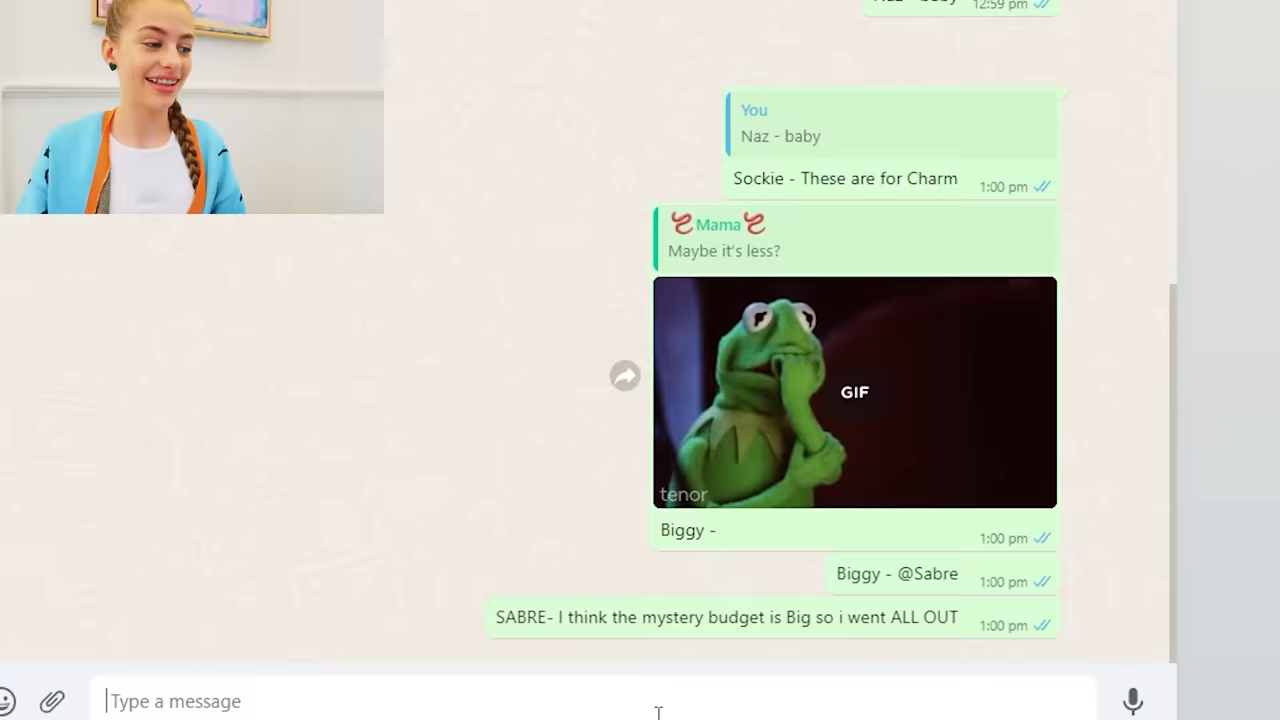 Naz - baby 12:59 pm
You
Naz - baby
Sockie - These are for Charm 1:00 pm
Mama
Maybe it's less?
GIF
tenor
Biggy - 1:00 pm
Biggy - @Sabre 1:00 pm
SABRE- I think the mystery budget is Big so i went ALL OUT 1:00 pm
Type a message